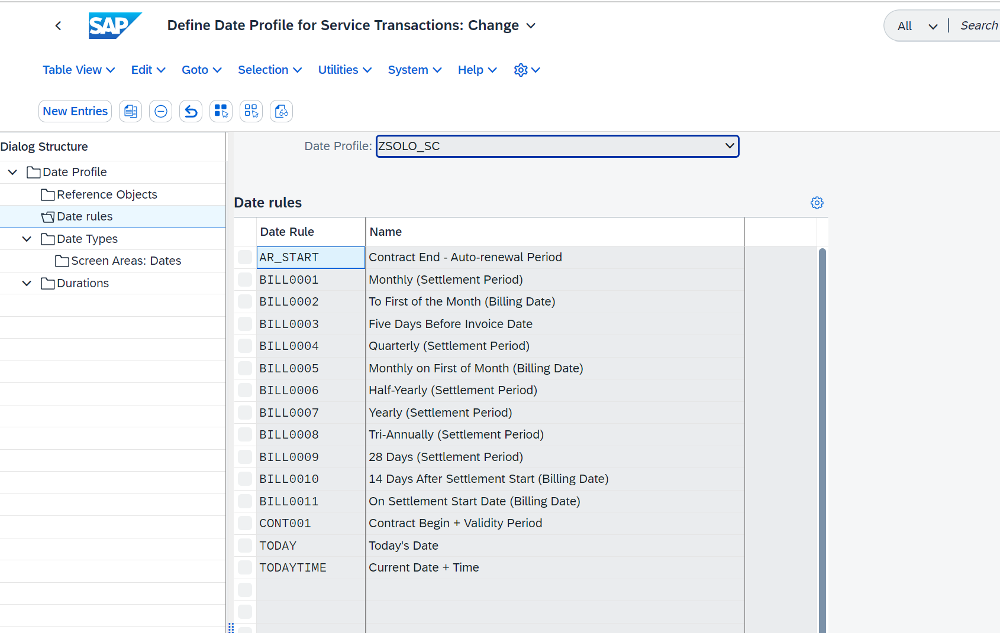 SAP
Define Date Profile for Service Transactions: Change
All
Search
Table View
Edit
Goto
Selection
Utilities
System
Help
New Entries
Dialog Structure
Date Profile
Reference Objects
Date rules
Date Types
Screen Areas: Dates
Durations
Date Profile: ZSOLO_SC
Date rules
Date Rule Name
AR_START Contract End - Auto-renewal Period
BILL0001 Monthly (Settlement Period)
BILL0002 To First of the Month (Billing Date)
BILL0003 Five Days Before Invoice Date
BILL0004 Quarterly (Settlement Period)
BILL0005 Monthly on First of Month (Billing Date)
BILL0006 Half-Yearly (Settlement Period)
BILL0007 Yearly (Settlement Period)
BILL0008 Tri-Annually (Settlement Period)
BILL0009 28 Days (Settlement Period)
BILL0010 14 Days After Settlement Start (Billing Date)
BILL0011 On Settlement Start Date (Billing Date)
CONT001 Contract Begin + Validity Period
TODAY Today's Date
TODAYTIME Current Date + Time